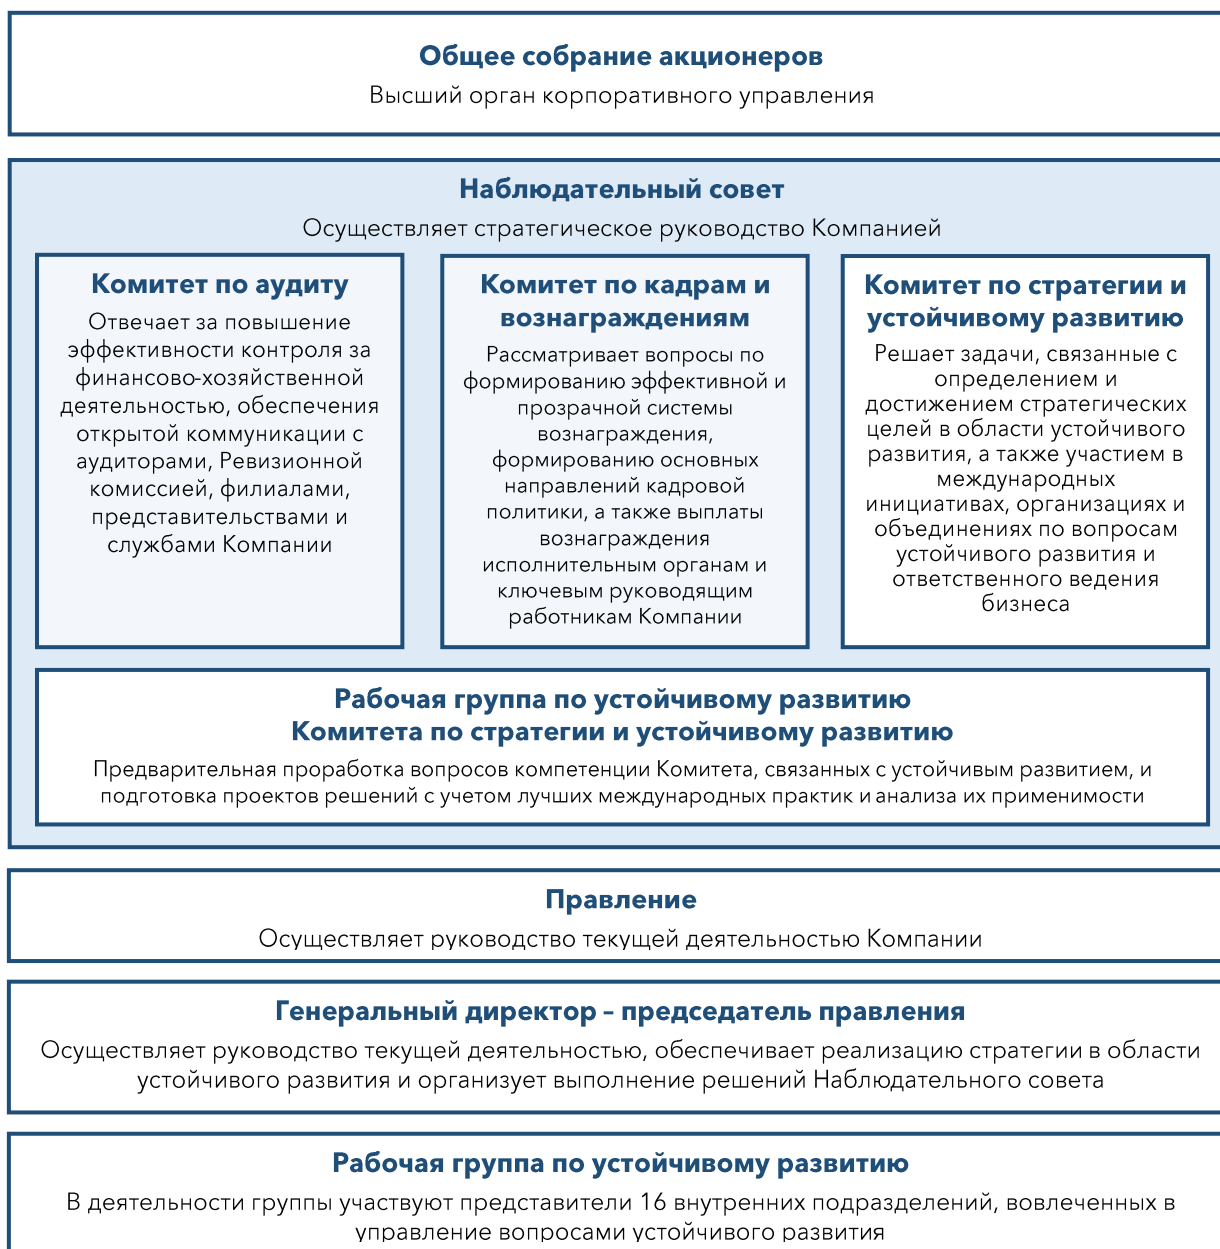 Общее собрание акционеров
Высший орган корпоративного управления
Наблюдательный совет
Осуществляет стратегическое руководство Компанией
Комитет по аудиту
Отвечает за повышение
эффективности контроля за
финансово-хозяйственной
деятельностью, обеспечения
открытой коммуникации с
аудиторами, Ревизионной
комиссией, филиалами,
представительствами и
службами Компании
Комитет по кадрам и
вознаграждениям
Рассматривает вопросы по
формированию эффективной и
прозрачной системы
вознаграждения,
формированию основных
направлений кадровой
политики, а также выплаты
вознаграждения
исполнительным органам и
ключевым руководящим
работникам Компании
Комитет по стратегии и
устойчивому развитию
Решает задачи, связанные с
определением и
достижением стратегических
целей в области устойчивого
развития, а также участием в
международных
инициативах, организациях и
объединениях по вопросам
устойчивого развития и
ответственного ведения
бизнеса
Рабочая группа по устойчивому развитию
Комитета по стратегии и устойчивому развитию
Предварительная проработка вопросов компетенции Комитета, связанных с устойчивым развитием, и
подготовка проектов решений с учетом лучших международных практик и анализа их применимости
Правление
Осуществляет руководство текущей деятельностью Компании
Генеральный директор – председатель правления
Осуществляет руководство текущей деятельностью, обеспечивает реализацию стратегии в области
устойчивого развития и организует выполнение решений Наблюдательного совета
Рабочая группа по устойчивому развитию
В деятельности группы участвуют представители 16 внутренних подразделений, вовлеченных в
управление вопросами устойчивого развития